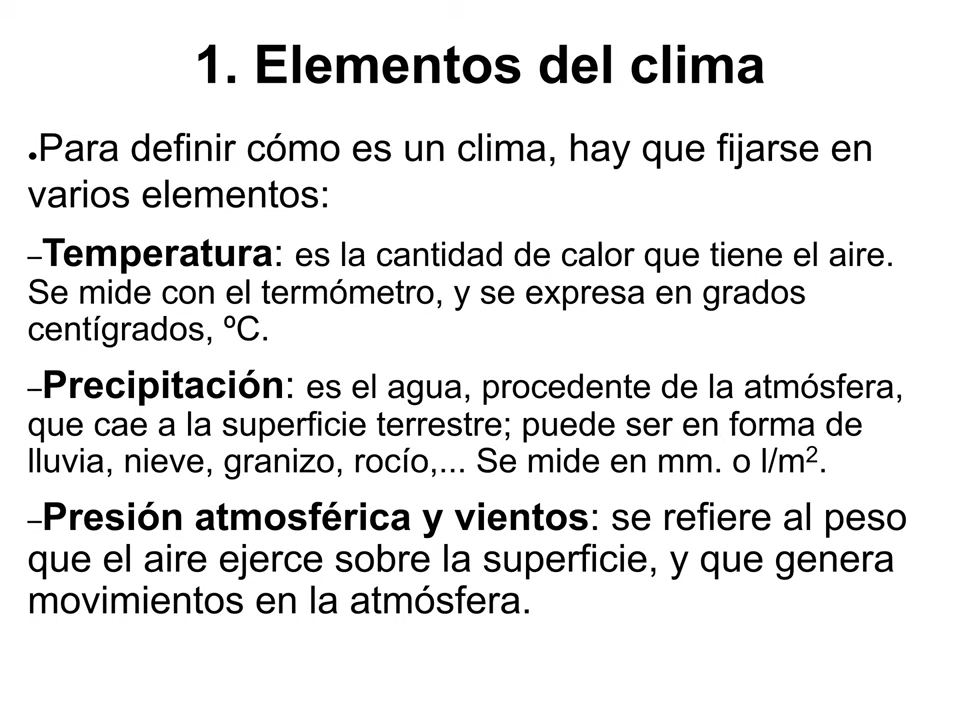 1. Elementos del clima
●Para definir cómo es un clima, hay que fijarse en
varios elementos:
–Temperatura: es la cantidad de calor que tiene el aire.
Se mide con el termómetro, y se expresa en grados
centígrados, ºC.
–Precipitación: es el agua, procedente de la atmósfera,
que cae a la superficie terrestre; puede ser en forma de
lluvia, nieve, granizo, rocío,... Se mide en mm. o l/m².
–Presión atmosférica y vientos: se refiere al peso
que el aire ejerce sobre la superficie, y que genera
movimientos en la atmósfera.